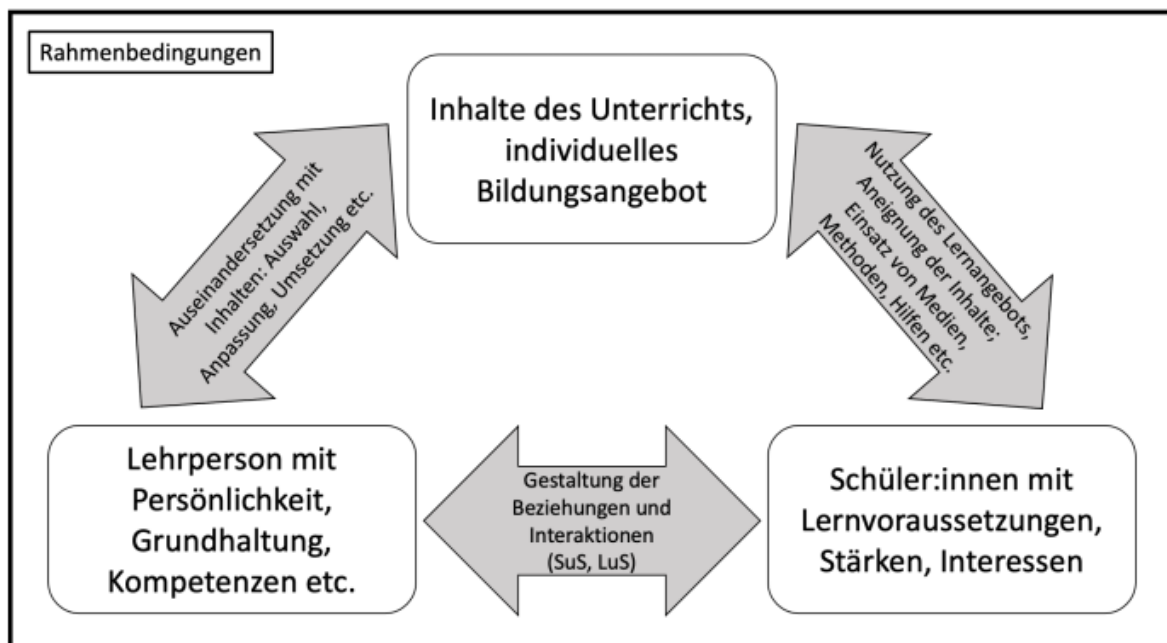 Rahmenbedingungen
Inhalte des Unterrichts,
individuelles
Bildungsangebot
Auseinandersetzung mit
Inhalten: Auswahl,
Anpassung, Umsetzung etc.
Nutzung des Lernangebots,
Aneignung der Inhalte;
Einsatz von Medien,
Methoden, Hilfen etc.
Lehrperson mit
Persönlichkeit,
Grundhaltung,
Kompetenzen etc.
Gestaltung der
Beziehungen und
Interaktionen
(SuS, LuS)
Schüler:innen mit
Lernvoraussetzungen,
Stärken, Interessen